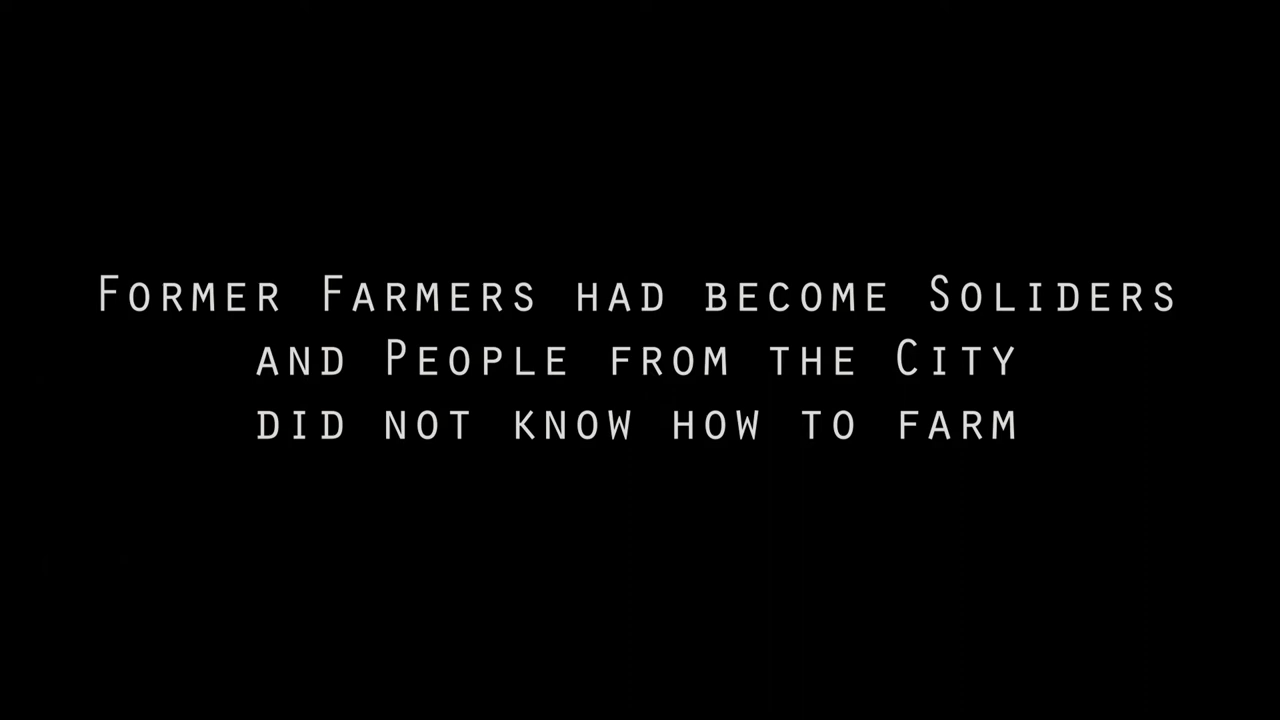 Former Farmers had become Soliders
and People from the City
did not know how to farm